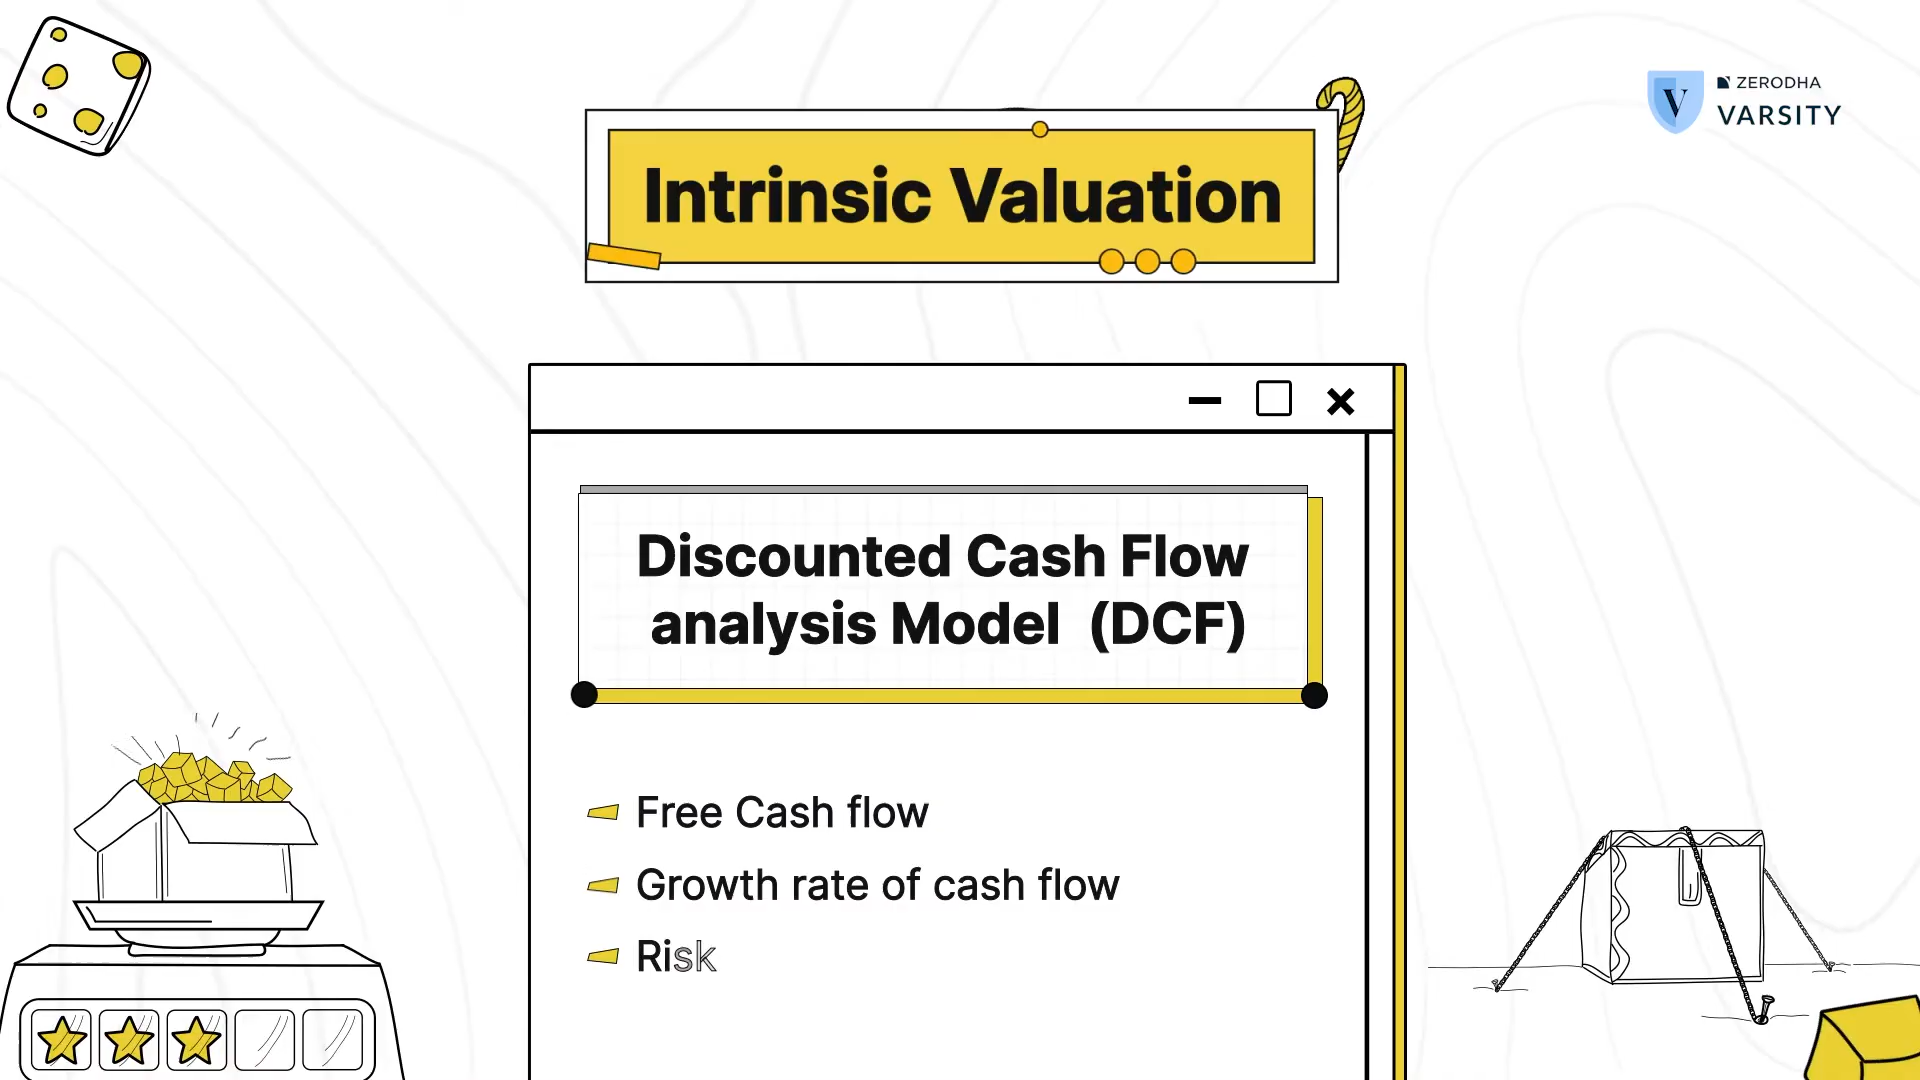 ZERODHA
VARSITY
Intrinsic Valuation
Discounted Cash Flow
analysis Model (DCF)
Free Cash flow
Growth rate of cash flow
Risk